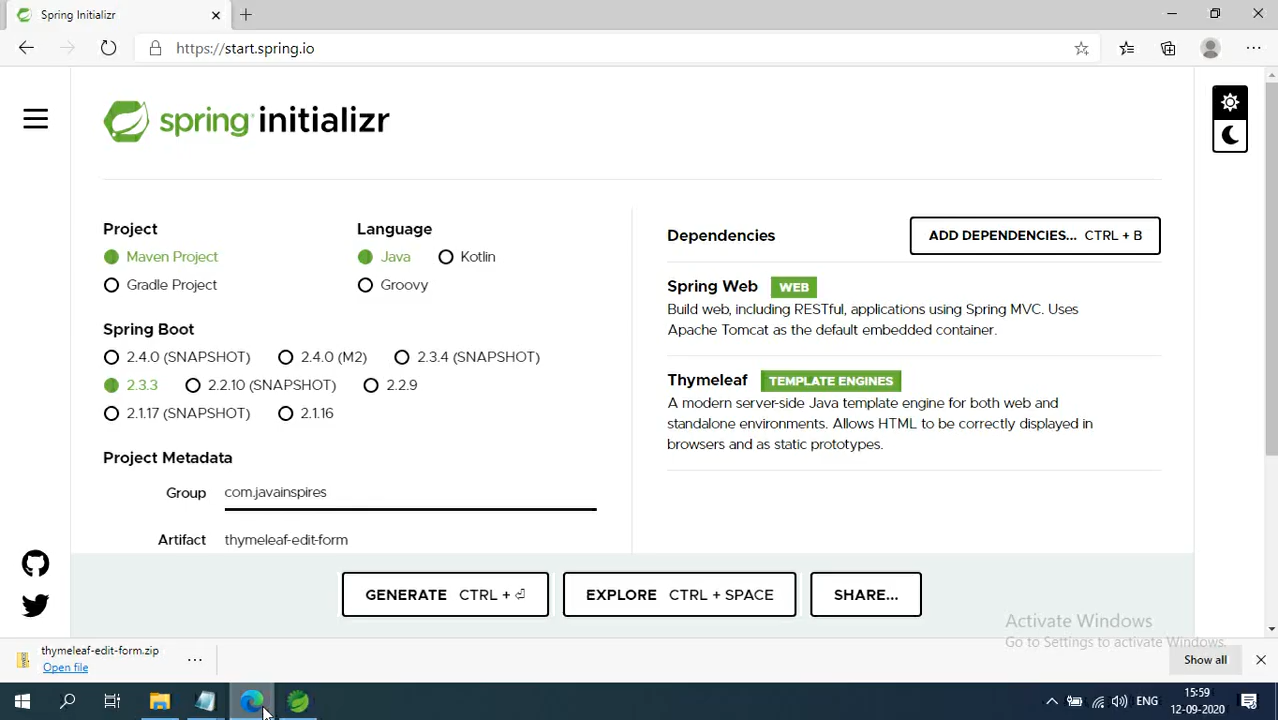 Spring Initializr
https://start.spring.io
spring initializr
Project
Maven Project
Gradle Project
Language
Java
Kotlin
Groovy
Spring Boot
2.4.0 (SNAPSHOT)
2.4.0 (M2)
2.3.4 (SNAPSHOT)
2.3.3
2.2.10 (SNAPSHOT)
2.2.9
2.1.17 (SNAPSHOT)
2.1.16
Project Metadata
Group com.javainspires
Artifact thymeleaf-edit-form
Dependencies
ADD DEPENDENCIES... CTRL + B
Spring Web WEB
Build web, including RESTful, applications using Spring MVC. Uses
Apache Tomcat as the default embedded container.
Thymeleaf TEMPLATE ENGINES
A modern server-side Java template engine for both web and
standalone environments. Allows HTML to be correctly displayed in
browsers and as static prototypes.
GENERATE CTRL + ⏎
EXPLORE CTRL + SPACE
SHARE...
Activate Windows
Go to Settings to activate Windows.
thymeleaf-edit-form.zip
Open file
Show all
ENG
15:59
12-09-2020